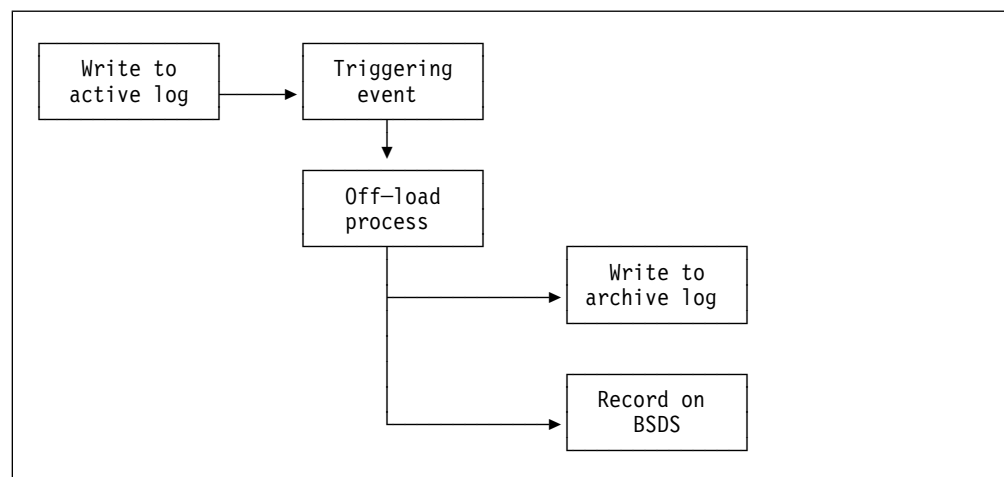 Write to
active log
Triggering
event
Off–load
process
Write to
archive log
Record on
BSDS